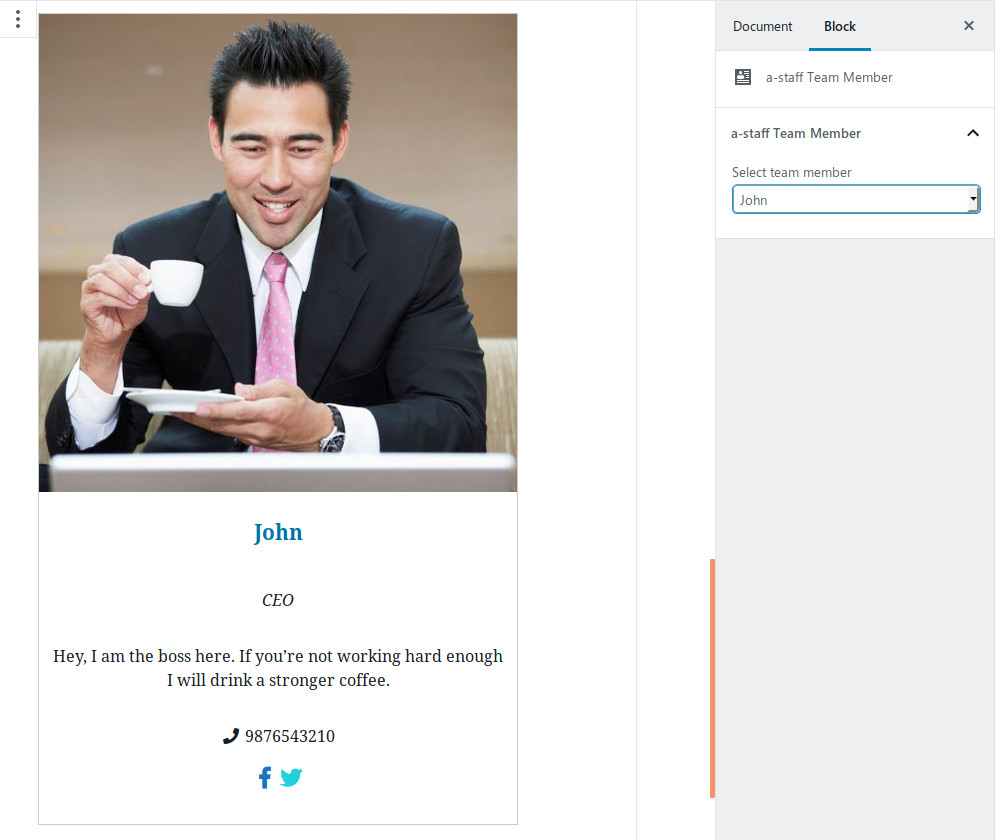 John
CEO
Hey, I am the boss here. If you’re not working hard enough
I will drink a stronger coffee.
9876543210
Document Block
a-staff Team Member
a-staff Team Member
Select team member
John